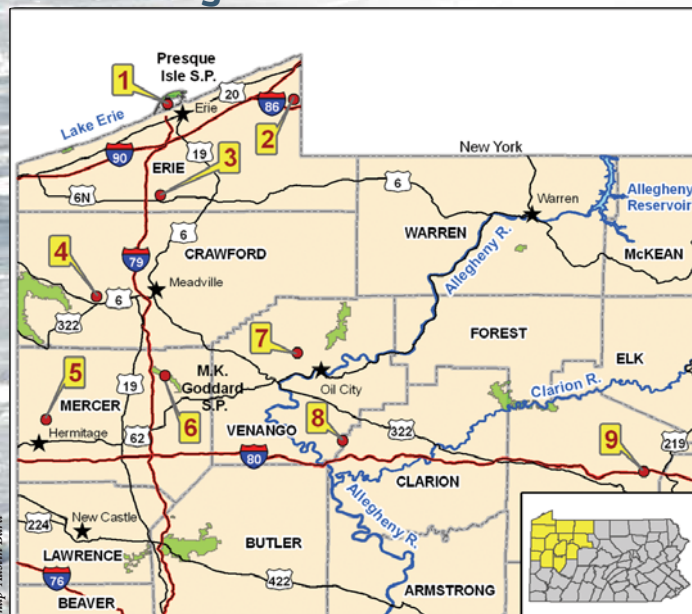 Presque
Isle S.P.
1
20
86
Lake Erie
Erie
2
90
19
ERIE
3
New York
6N
6
Warren
Allegheny
Reservoir
6
WARREN
Allegheny R.
McKEAN
CRAWFORD
79
4
Meadville
6
322
7
FOREST
ELK
5
M.K.
Goddard
S.P.
Oil City
Clarion R.
19
MERCER
6
8
Hermitage
62
VENANGO
322
9
219
80
CLARION
Allegheny R.
224
New Castle
BUTLER
LAWRENCE
76
422
ARMSTRONG
BEAVER